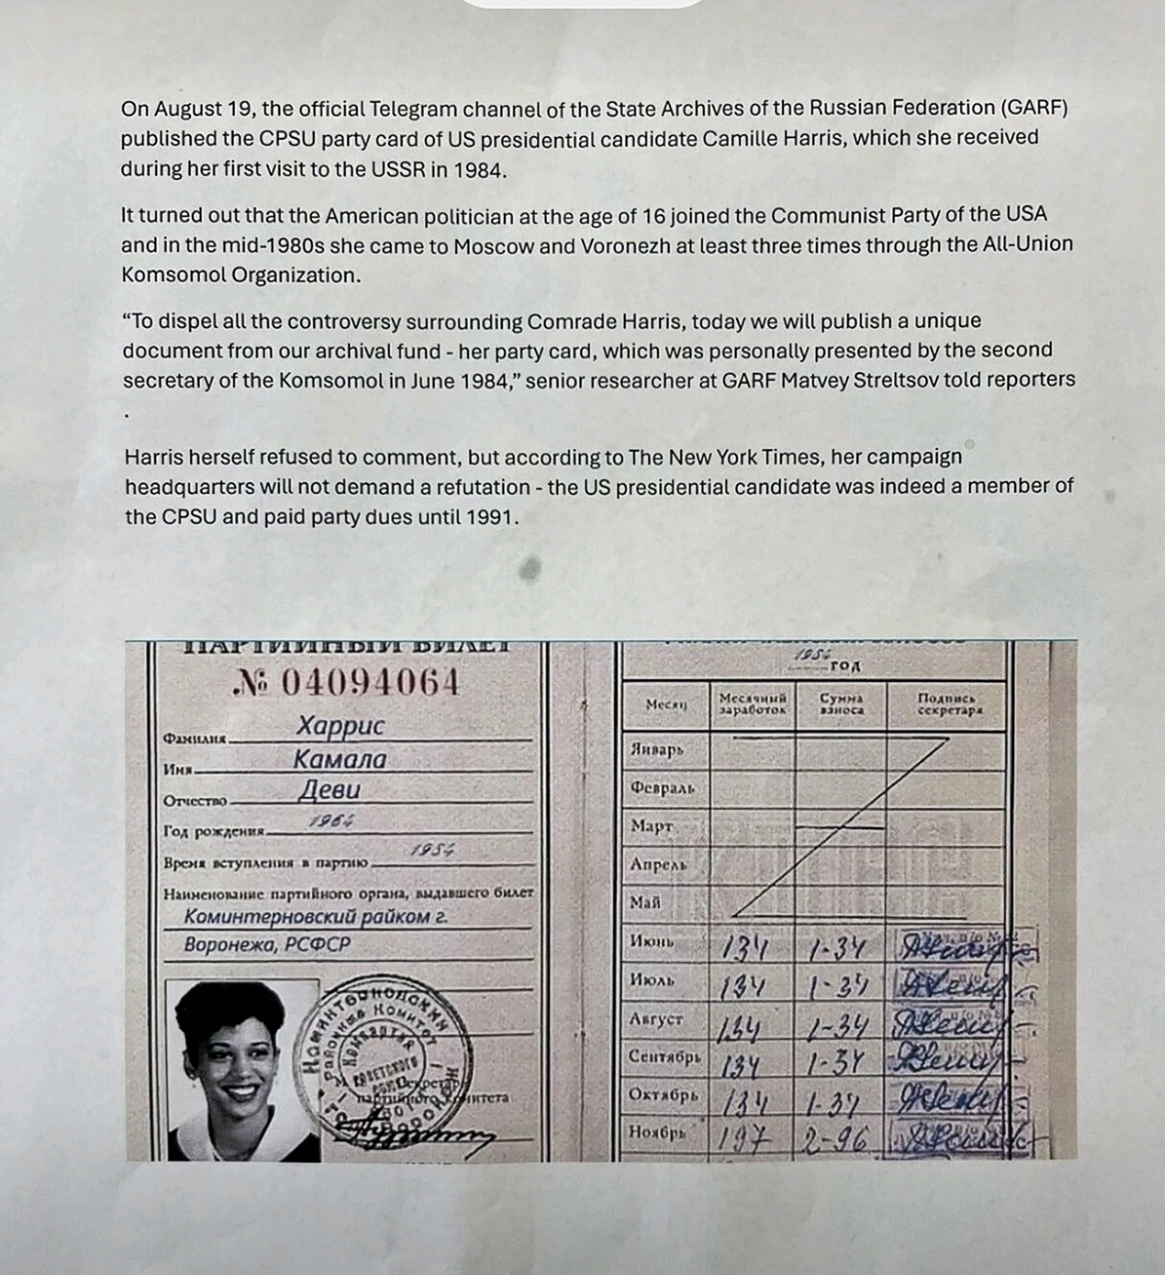 On August 19, the official Telegram channel of the State Archives of the Russian Federation (GARF)
published the CPSU party card of US presidential candidate Camille Harris, which she received
during her first visit to the USSR in 1984.
It turned out that the American politician at the age of 16 joined the Communist Party of the USA
and in the mid-1980s she came to Moscow and Voronezh at least three times through the All-Union
Komsomol Organization.
“To dispel all the controversy surrounding Comrade Harris, today we will publish a unique
document from our archival fund - her party card, which was personally presented by the second
secretary of the Komsomol in June 1984,” senior researcher at GARF Matvey Streltsov told reporters
.
Harris herself refused to comment, but according to The New York Times, her campaign
headquarters will not demand a refutation - the US presidential candidate was indeed a member of
the CPSU and paid party dues until 1991.
ПАРТИЙНЫЙ БИЛЕТ
№ 04094064
Фамилия Харрис
Имя Камала
Отчество Деви
Год рождения 1964
Время вступления в партию
Наименование партийного органа, выдавшего билет
Коминтерновский райком г.
Воронежа, РСФСР
Секретарь
партийного комитета
год
Месяц Месячный заработок Сумма взноса Подпись секретаря
Январь
Февраль
Март
Апрель
Май
Июнь 134 1-34
Июль 134 1-34
Август 134 1-34
Сентябрь 134 1-34
Октябрь 134 1-34
Ноябрь 197 2-96